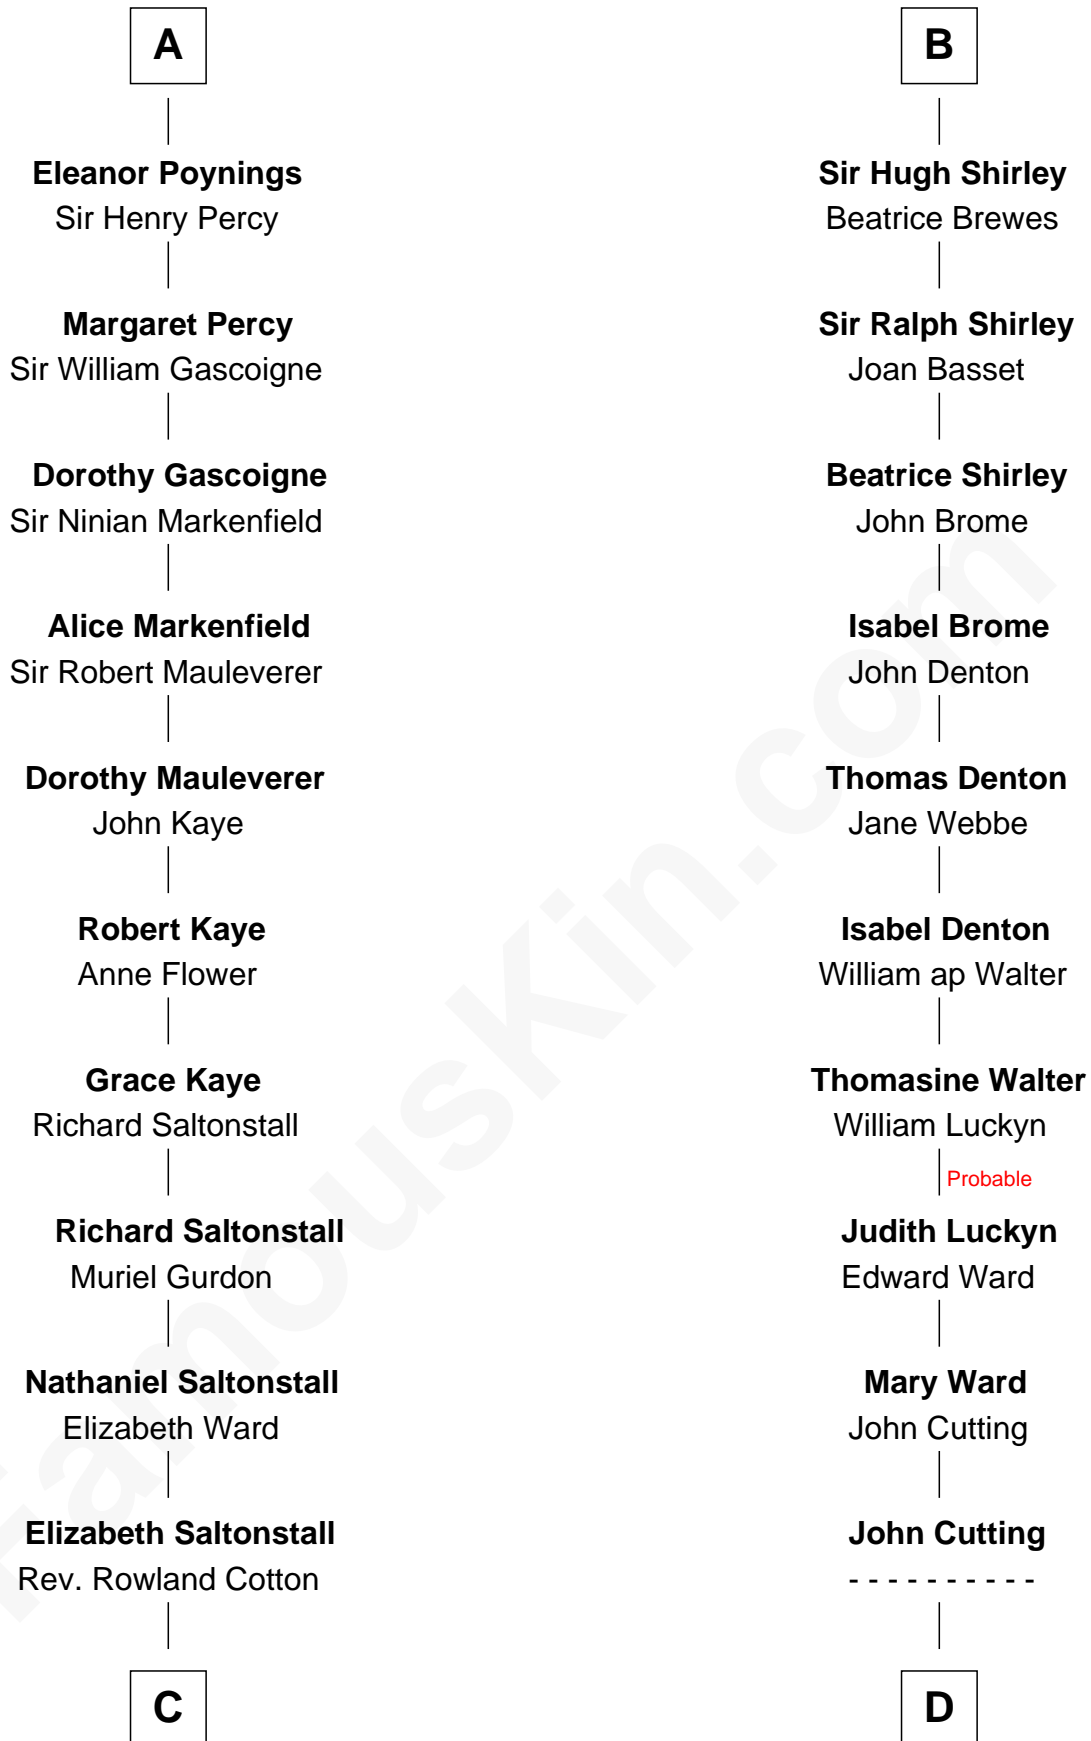 A
Eleanor Poynings
Sir Henry Percy
Margaret Percy
Sir William Gascoigne
Dorothy Gascoigne
Sir Ninian Markenfield
Alice Markenfield
Sir Robert Mauleverer
Dorothy Mauleverer
John Kaye
Robert Kaye
Anne Flower
Grace Kaye
Richard Saltonstall
Richard Saltonstall
Muriel Gurdon
Nathaniel Saltonstall
Elizabeth Ward
Elizabeth Saltonstall
Rev. Rowland Cotton
C
B
Sir Hugh Shirley
Beatrice Brewes
Sir Ralph Shirley
Joan Basset
Beatrice Shirley
John Brome
Isabel Brome
John Denton
Thomas Denton
Jane Webbe
Isabel Denton
William ap Walter
Thomasine Walter
William Luckyn
Probable
Judith Luckyn
Edward Ward
Mary Ward
John Cutting
John Cutting
- - - - - - - - - -
D
FamousKin.com